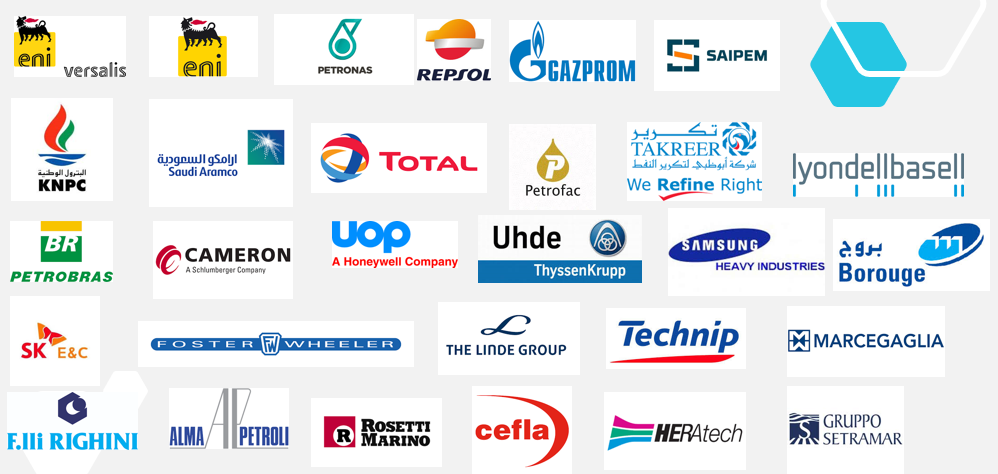 eni
versalis
eni
PETRONAS
REPSOL
GAZPROM
SAIPEM
البترول الوطنية
KNPC
ارامكو السعودية
Saudi Aramco
TOTAL
P
Petrofac
تكرير
TAKREER
شركة أبوظبي لتكرير النفط
We Refine Right
lyondellbasell
BR
PETROBRAS
CAMERON
A Schlumberger Company
uop
A Honeywell Company
Uhde
ThyssenKrupp
SAMSUNG
HEAVY INDUSTRIES
بروج
Borouge
SK E&C
FOSTER FW WHEELER
L
THE LINDE GROUP
Technip
MARCEGAGLIA
F.lli RIGHINI
ALMA AP PETROLI
R ROSETTI
MARINO
cefla
HERAtech
S GRUPPO
SETRAMAR